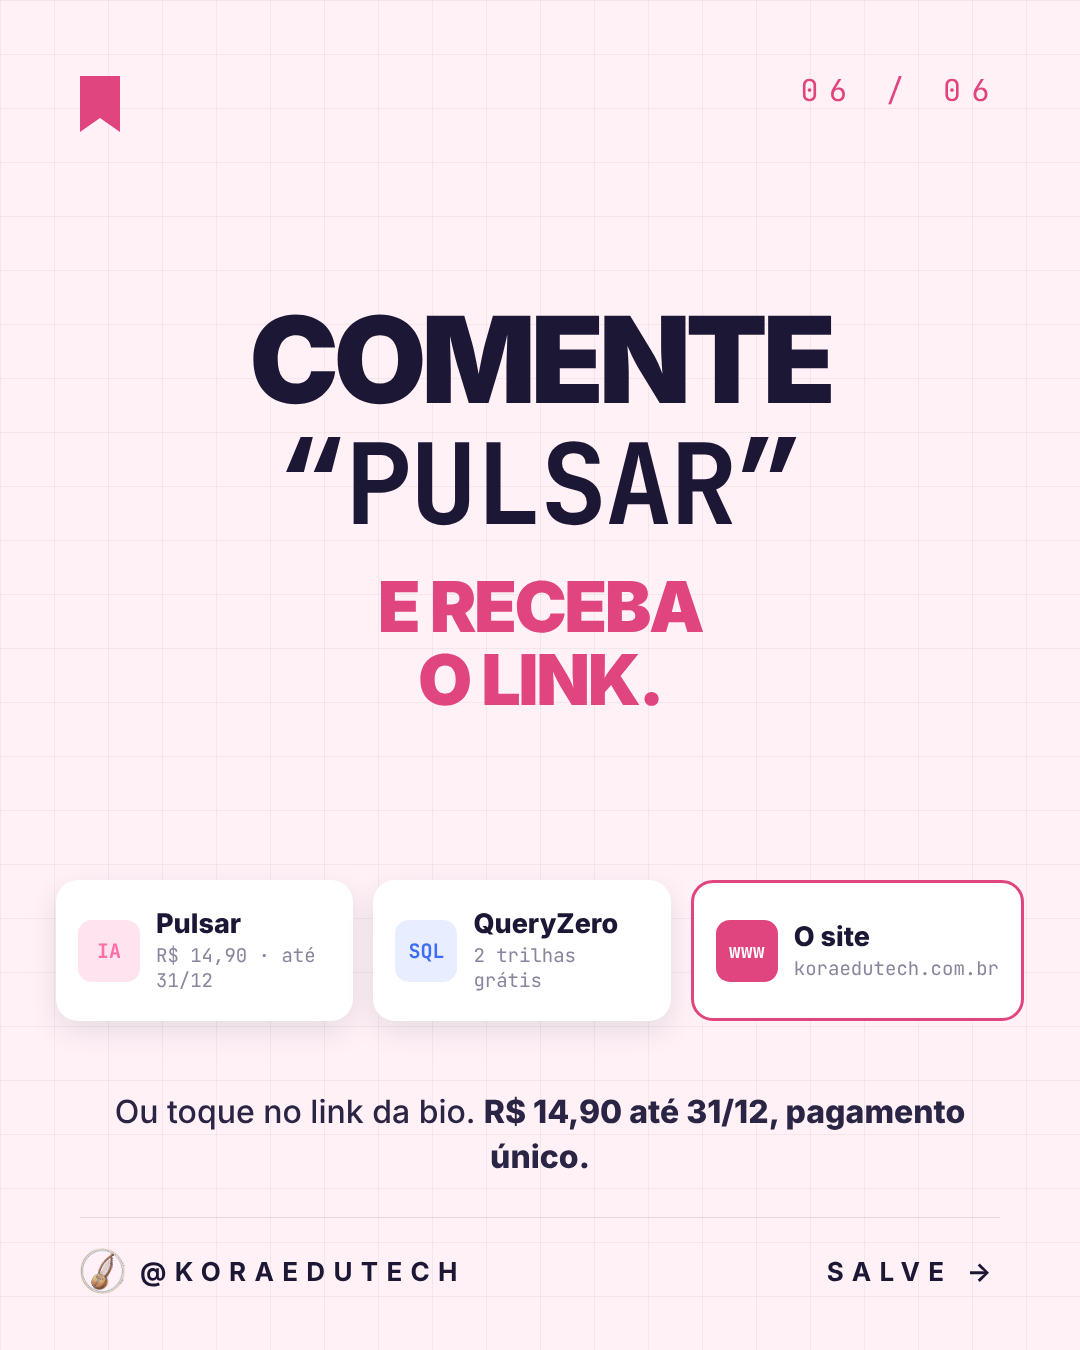 06 / 06
COMENTE
“PULSAR”
E RECEBA
O LINK.
IA
Pulsar
R$ 14,90 · até
31/12
SQL
QueryZero
2 trilhas
grátis
WWW
O site
koraedutech.com.br
Ou toque no link da bio. R$ 14,90 até 31/12, pagamento
único.
@KORAEDUTECH
SALVE →